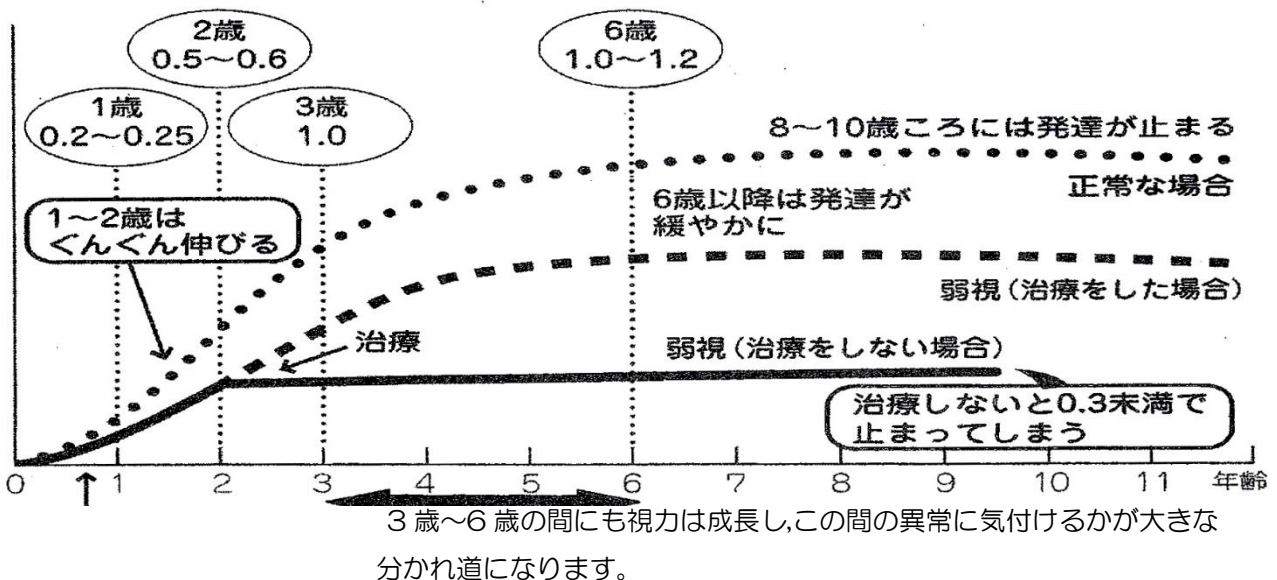 2歳
0.5〜0.6
6歳
1.0〜1.2
1歳
0.2〜0.25
3歳
1.0
8〜10歳ころには発達が止まる
正常な場合
1〜2歳は
ぐんぐん伸びる
6歳以降は発達が
緩やかに
弱視(治療をした場合)
治療
弱視(治療をしない場合)
治療しないと0.3未満で
止まってしまう
0 1 2 3 4 5 6 7 8 9 10 11 年齢
3歳〜6歳の間にも視力は成長し,この間の異常に気付けるかが大きな
分かれ道になります。